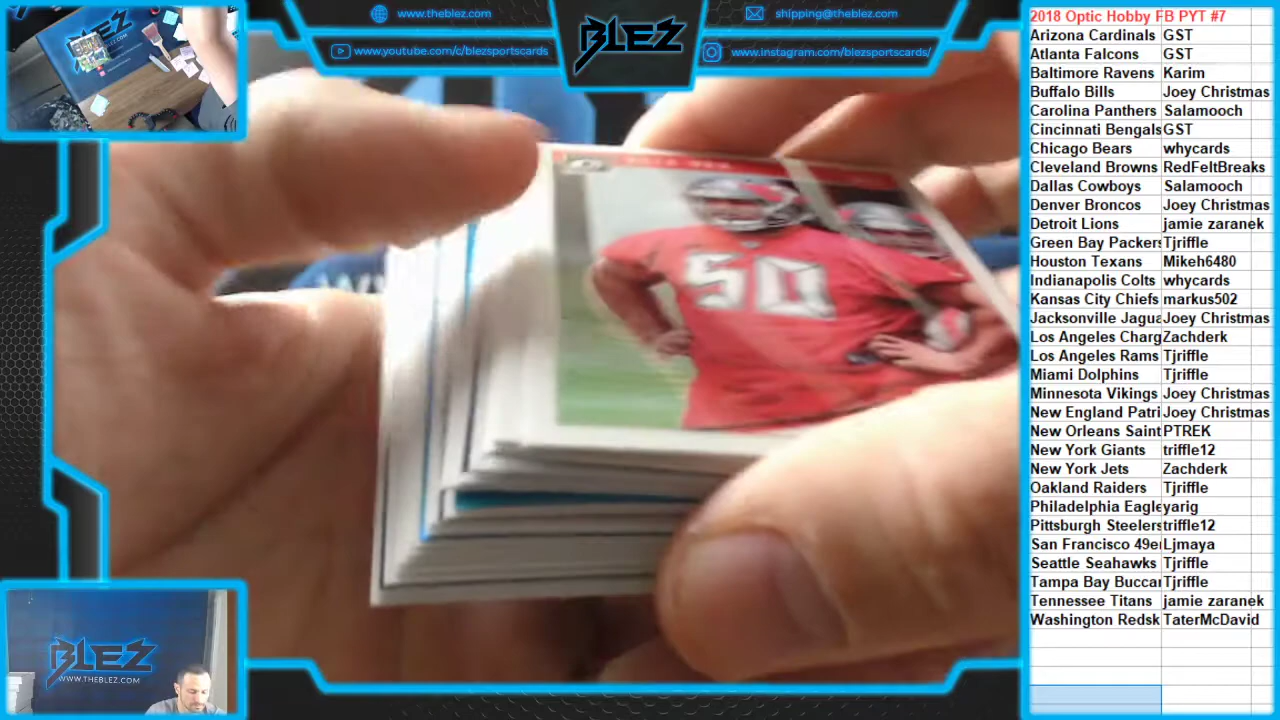 www.theblez.com
www.youtube.com/c/blezsportscards
BLEZ
shipping@theblez.com
www.instagram.com/blezsportscards/
2018 Optic Hobby FB PYT #7
Arizona Cardinals GST
Atlanta Falcons GST
Baltimore Ravens Karim
Buffalo Bills Joey Christmas
Carolina Panthers Salamooch
Cincinnati Bengals GST
Chicago Bears whycards
Cleveland Browns RedFeltBreaks
Dallas Cowboys Salamooch
Denver Broncos Joey Christmas
Detroit Lions jamie zaranek
Green Bay Packers Tjriffle
Houston Texans Mikeh6480
Indianapolis Colts whycards
Kansas City Chiefs markus502
Jacksonville Jagua Joey Christmas
Los Angeles Charg Zachderk
Los Angeles Rams Tjriffle
Miami Dolphins Tjriffle
Minnesota Vikings Joey Christmas
New England Patri Joey Christmas
New Orleans Saint PTREK
New York Giants triffle12
New York Jets Zachderk
Oakland Raiders Tjriffle
Philadelphia Eagle yarig
Pittsburgh Steelers triffle12
San Francisco 49e Ljmaya
Seattle Seahawks Tjriffle
Tampa Bay Bucca Tjriffle
Tennessee Titans jamie zaranek
Washington Redsk TaterMcDavid
50
BLEZ
WWW.THEBLEZ.COM